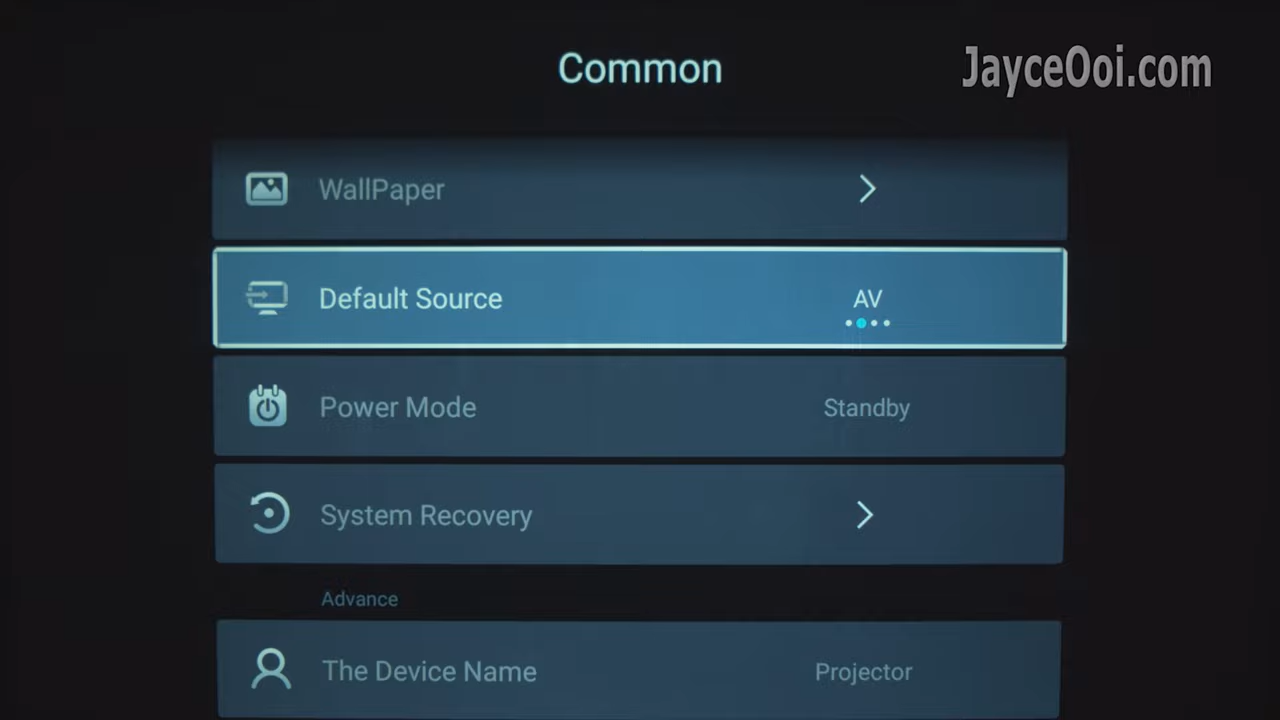 Common
JayceOoi.com
WallPaper
Default Source
AV
Power Mode
Standby
System Recovery
Advance
The Device Name
Projector